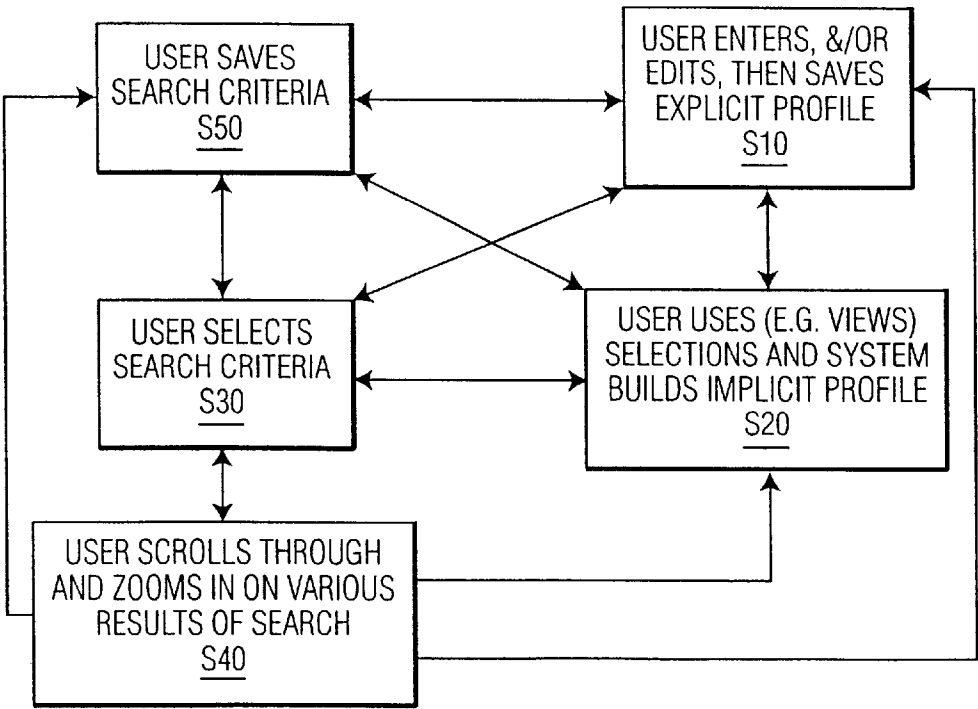 USER SAVES
SEARCH CRITERIA
S50
USER ENTERS, &/OR
EDITS, THEN SAVES
EXPLICIT PROFILE
S10
USER SELECTS
SEARCH CRITERIA
S30
USER USES (E.G. VIEWS)
SELECTIONS AND SYSTEM
BUILDS IMPLICIT PROFILE
S20
USER SCROLLS THROUGH
AND ZOOMS IN ON VARIOUS
RESULTS OF SEARCH
S40